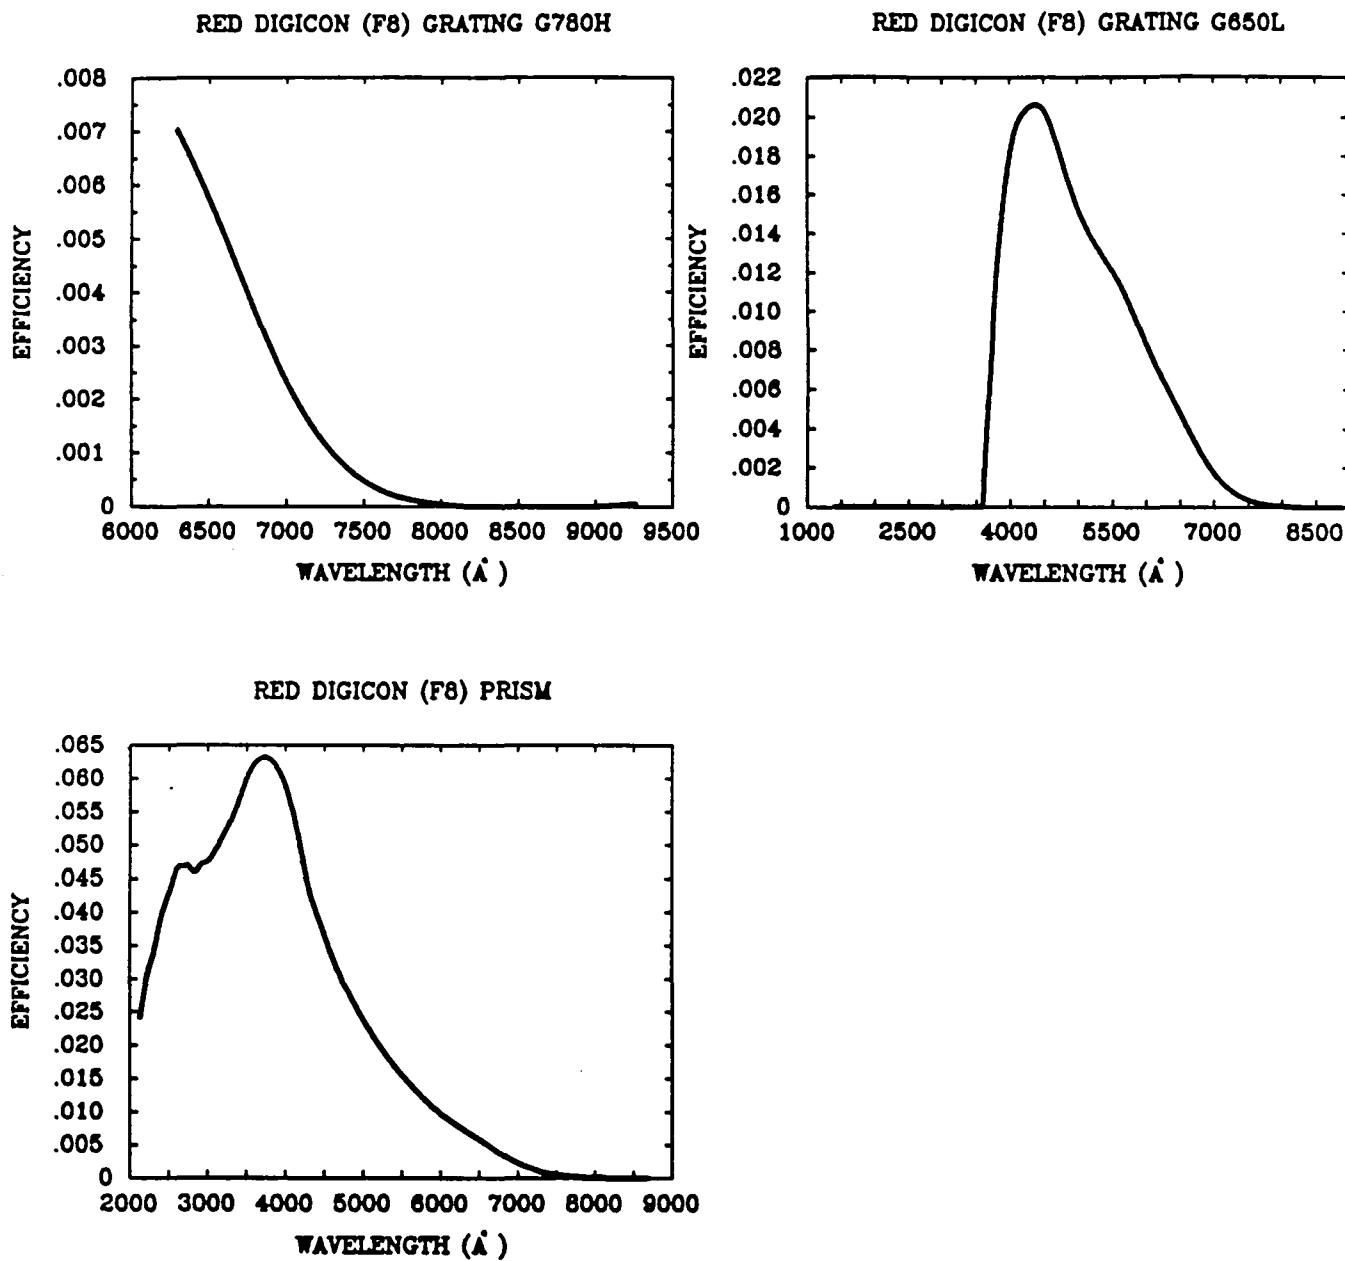 RED DIGICON (F8) GRATING G780H
.008
.007
.006
.005
.004
.003
.002
.001
0
EFFICIENCY
6000 6500 7000 7500 8000 8500 9000 9500
WAVELENGTH (Å)
RED DIGICON (F8) GRATING G650L
.022
.020
.018
.016
.014
.012
.010
.008
.006
.004
.002
0
EFFICIENCY
1000 2500 4000 5500 7000 8500
WAVELENGTH (Å)
RED DIGICON (F8) PRISM
.065
.060
.055
.050
.045
.040
.035
.030
.025
.020
.015
.010
.005
0
EFFICIENCY
2000 3000 4000 5000 6000 7000 8000 9000
WAVELENGTH (Å)